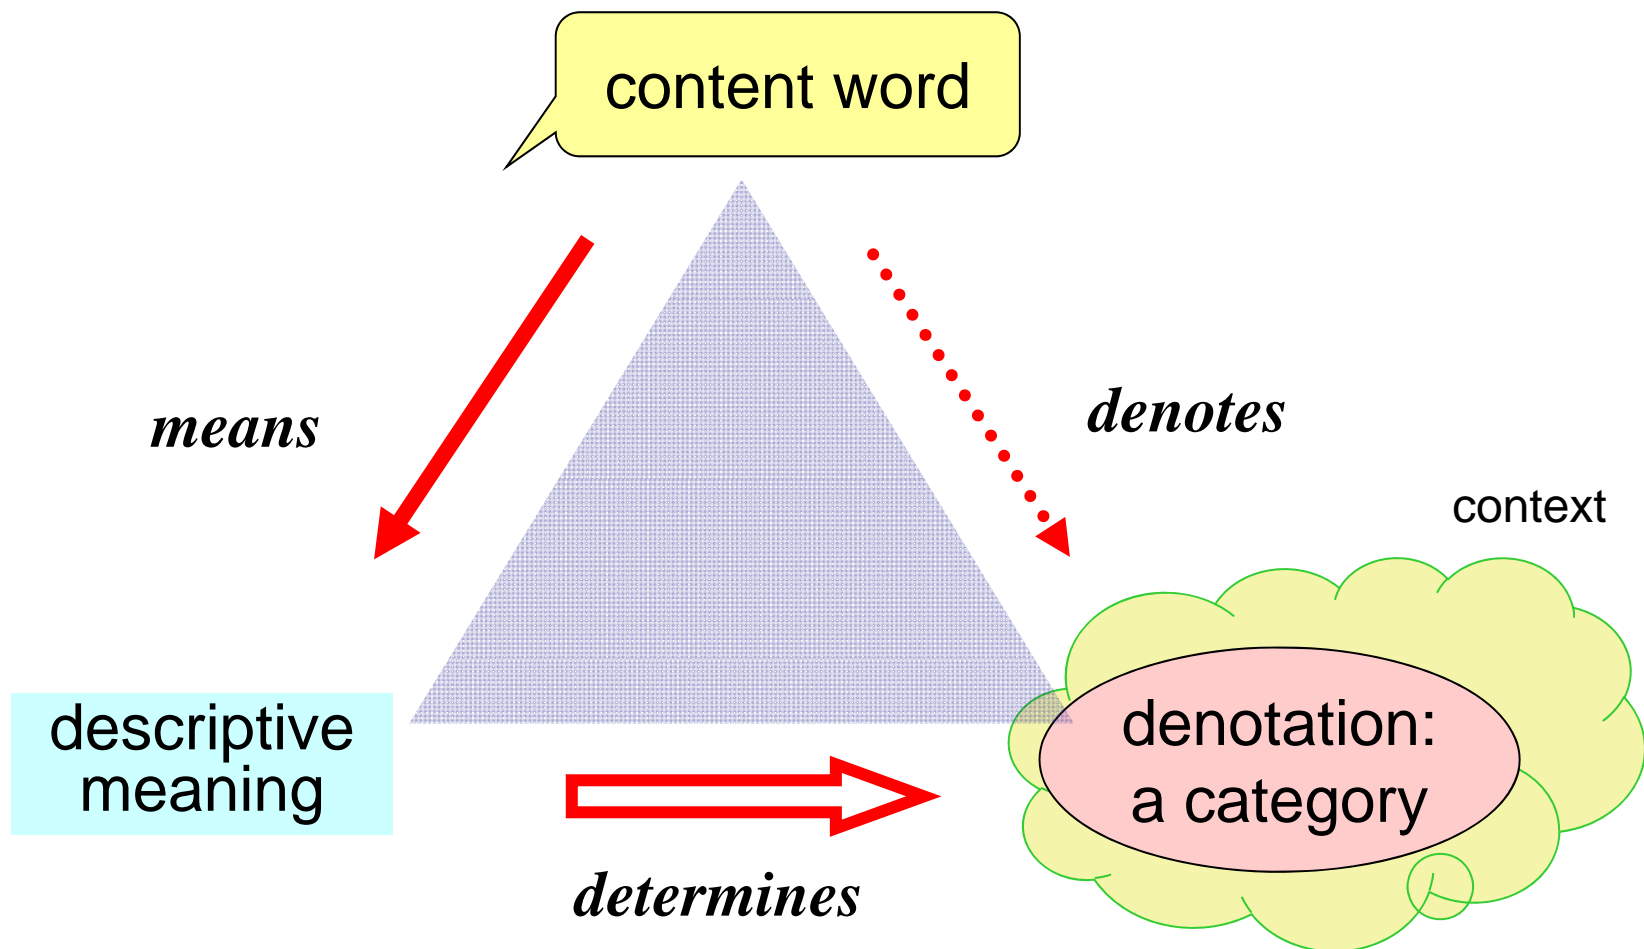 content word
means
denotes
context
descriptive
meaning
denotation:
a category
determines